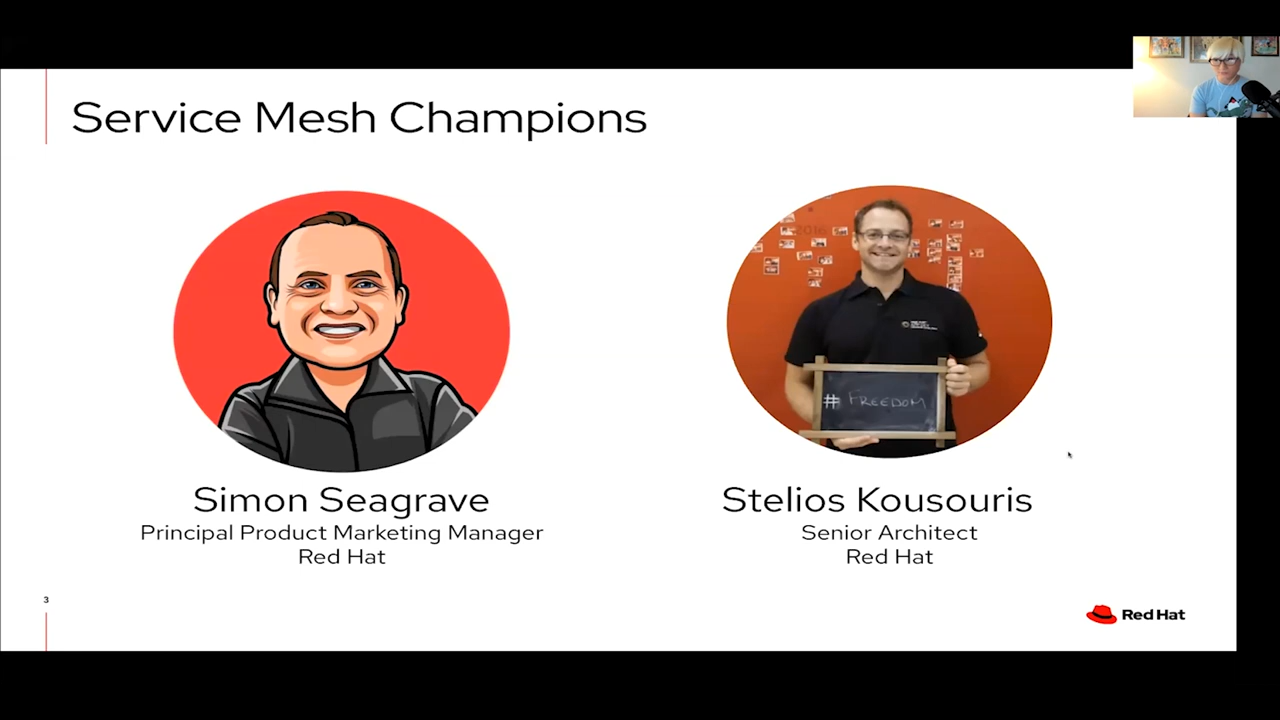 Service Mesh Champions
# FREEDOM
Simon Seagrave
Principal Product Marketing Manager
Red Hat
Stelios Kousouris
Senior Architect
Red Hat
3
Red Hat